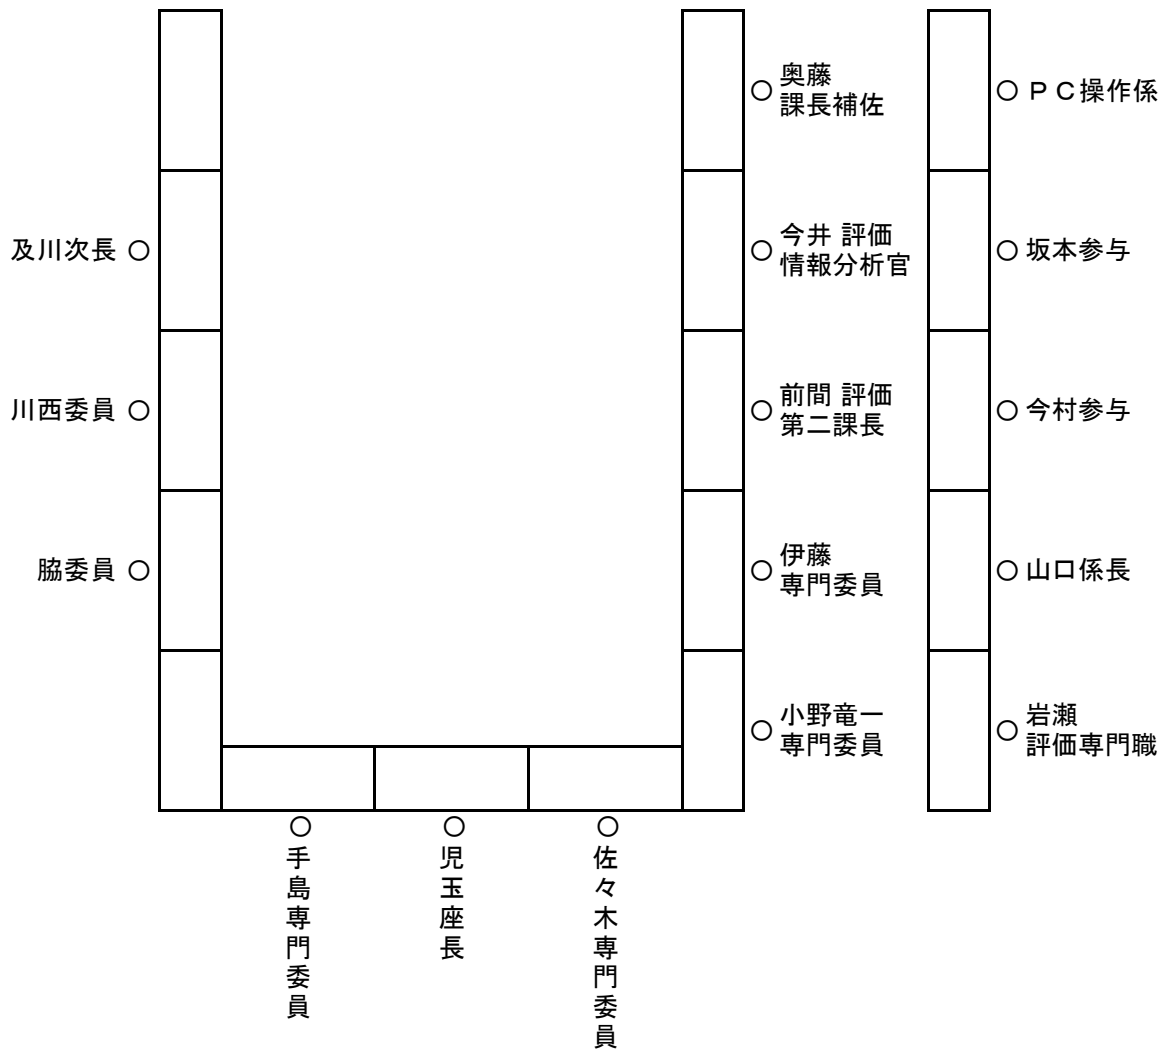 及川次長 ○
川西委員 ○
脇委員 ○
○ 手島専門委員
○ 児玉座長
○ 佐々木専門委員
○ 奥藤
課長補佐
○ 今井 評価
情報分析官
○ 前間 評価
第二課長
○ 伊藤
専門委員
○ 小野竜一
専門委員
○ ＰＣ操作係
○ 坂本参与
○ 今村参与
○ 山口係長
○ 岩瀬
評価専門職